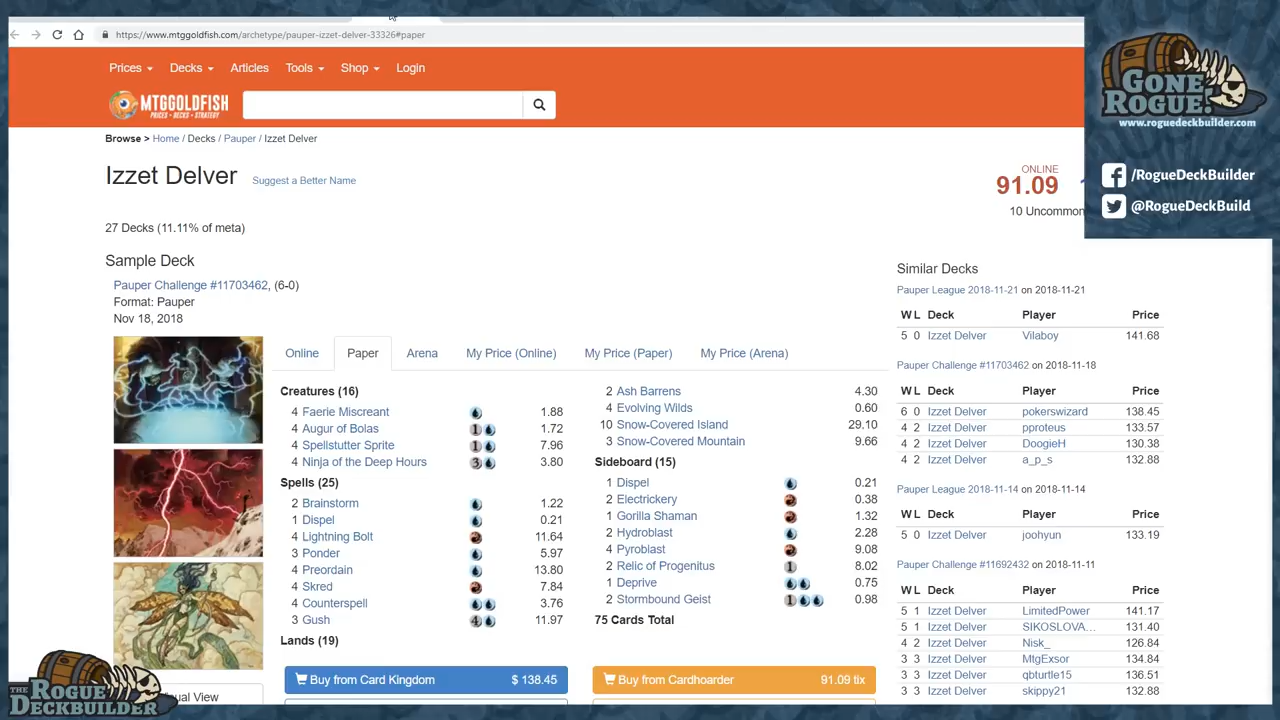 https://www.mtggoldfish.com/archetype/pauper-izzet-delver-33326#paper
Prices Decks Articles Tools Shop Login
MTGGOLDFISH
PRICES • DECKS • STRATEGY
Browse > Home / Decks / Pauper / Izzet Delver
Izzet Delver Suggest a Better Name
ONLINE
91.09
10 Uncommon
27 Decks (11.11% of meta)
Sample Deck
Pauper Challenge #11703462, (6-0)
Format: Pauper
Nov 18, 2018
Online Paper Arena My Price (Online) My Price (Paper) My Price (Arena)
Creatures (16)
4 Faerie Miscreant 1.88
4 Augur of Bolas 1 1.72
4 Spellstutter Sprite 1 7.96
4 Ninja of the Deep Hours 3 3.80
Spells (25)
2 Brainstorm 1.22
1 Dispel 0.21
4 Lightning Bolt 11.64
3 Ponder 5.97
4 Preordain 13.80
4 Skred 7.84
4 Counterspell 3.76
3 Gush 4 11.97
Lands (19)
2 Ash Barrens 4.30
4 Evolving Wilds 0.60
10 Snow-Covered Island 29.10
3 Snow-Covered Mountain 9.66
Sideboard (15)
1 Dispel 0.21
2 Electrickery 0.38
1 Gorilla Shaman 1.32
2 Hydroblast 2.28
4 Pyroblast 9.08
2 Relic of Progenitus 1 8.02
1 Deprive 0.75
2 Stormbound Geist 1 0.98
75 Cards Total
Buy from Card Kingdom $ 138.45
Buy from Cardhoarder 91.09 tix
ual View
Similar Decks
Pauper League 2018-11-21 on 2018-11-21
W L Deck Player Price
5 0 Izzet Delver Vilaboy 141.68
Pauper Challenge #11703462 on 2018-11-18
W L Deck Player Price
6 0 Izzet Delver pokerswizard 138.45
4 2 Izzet Delver pproteus 133.57
4 2 Izzet Delver DoogieH 130.38
4 2 Izzet Delver a_p_s 132.88
Pauper League 2018-11-14 on 2018-11-14
W L Deck Player Price
5 0 Izzet Delver joohyun 133.19
Pauper Challenge #11692432 on 2018-11-11
W L Deck Player Price
5 1 Izzet Delver LimitedPower 141.17
5 1 Izzet Delver SIKOSLOVA... 131.40
4 2 Izzet Delver Nisk_ 126.84
3 3 Izzet Delver MtgExsor 134.84
3 3 Izzet Delver qbturtle15 136.51
3 3 Izzet Delver skippy21 132.88
GONE
ROGUE!
www.roguedeckbuilder.com
/RogueDeckBuilder
@RogueDeckBuild
THE
ROGUE
DECKBUILDER